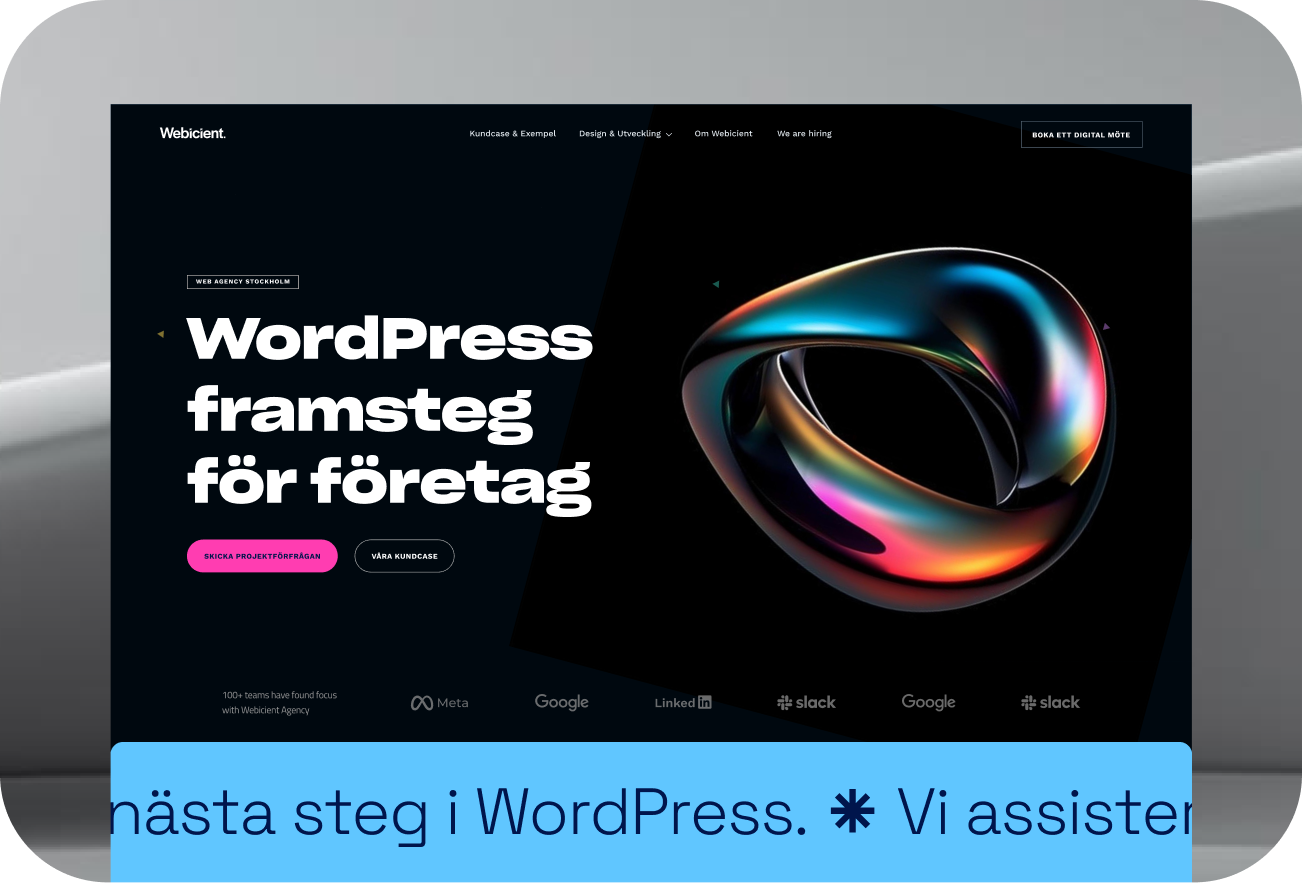 Webicient.
Kundcase & Exempel
Design & Utveckling
Om Webicient
We are hiring
BOKA ETT DIGITAL MÖTE
WEB AGENCY STOCKHOLM
WordPress
framsteg
för företag
SKICKA PROJEKTFÖRFRÅGAN
VÅRA KUNDCASE
100+ teams have found focus
with Webicient Agency
Meta
Google
Linked in
slack
Google
slack
nästa steg i WordPress. ✱ Vi assister